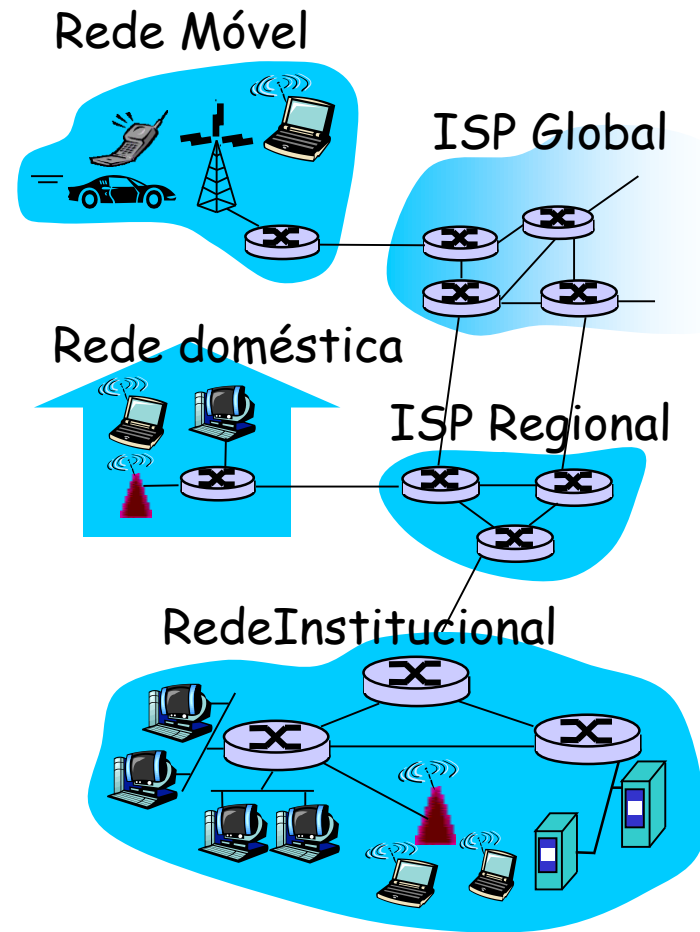 Rede Móvel
ISP Global
Rede doméstica
ISP Regional
RedeInstitucional